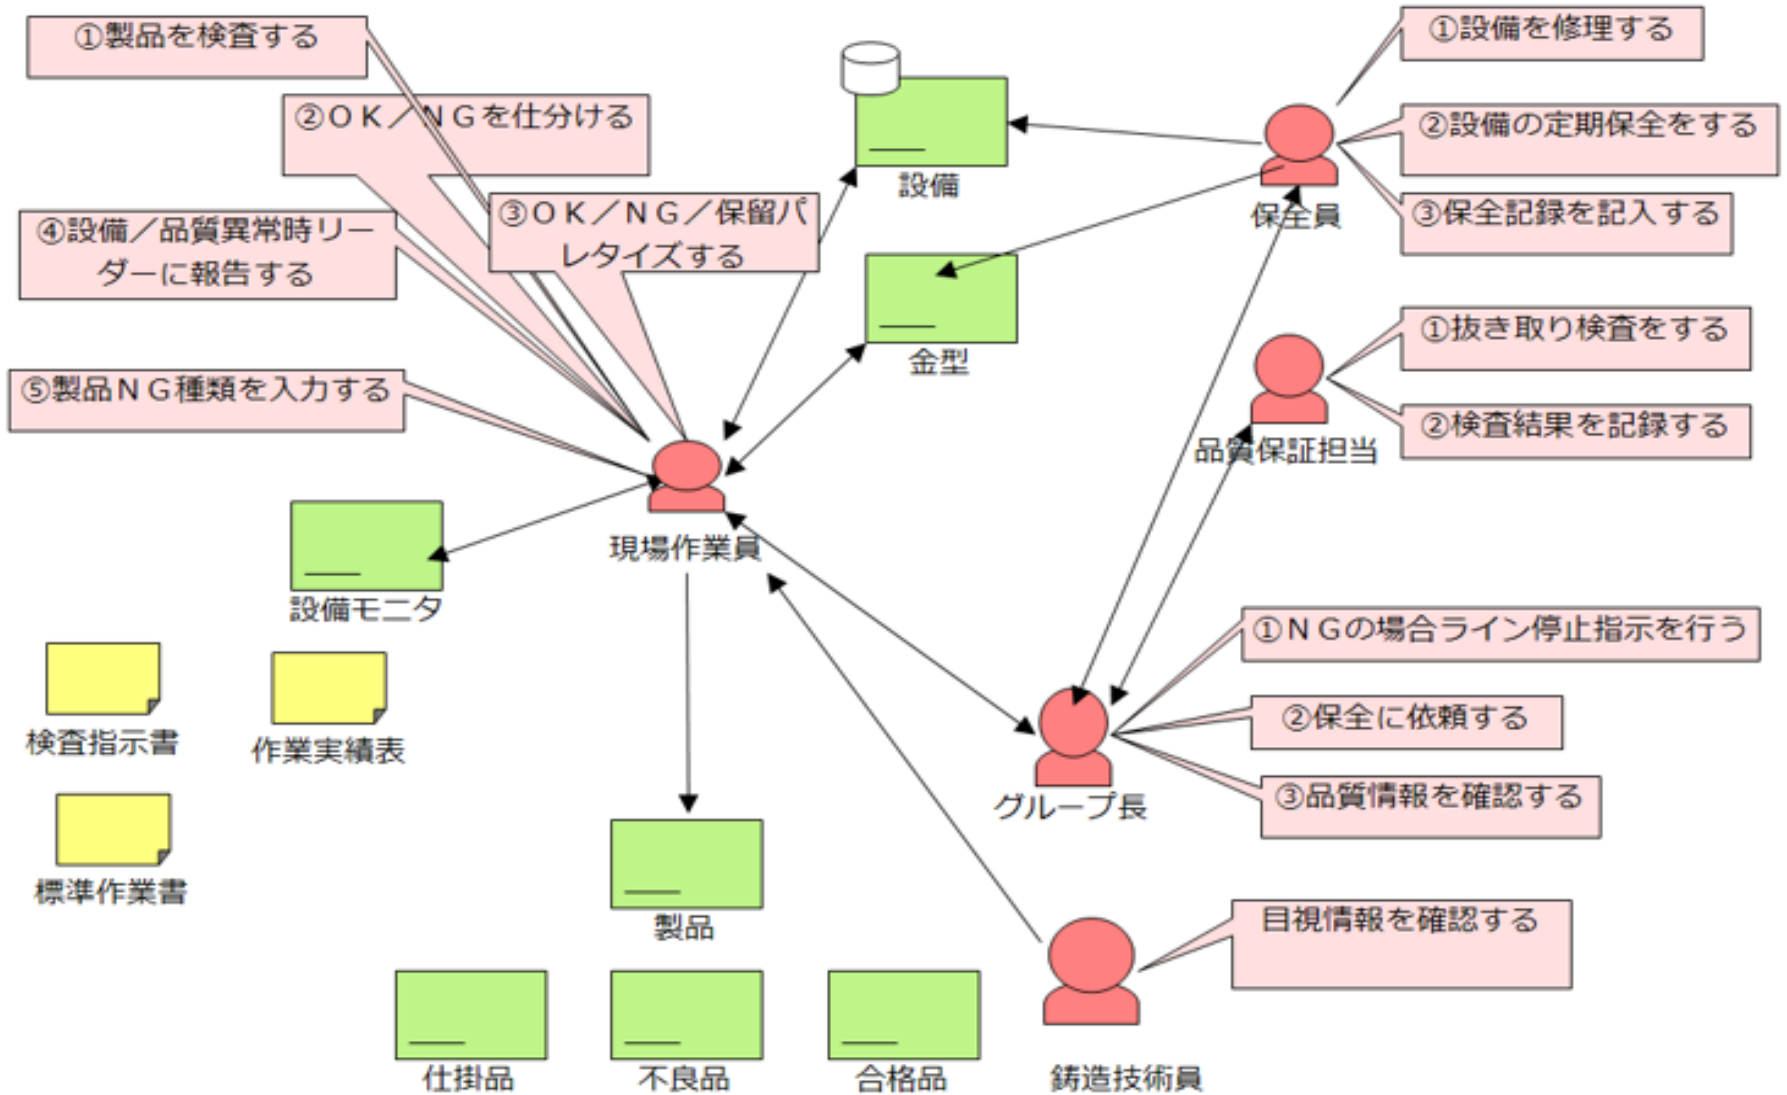 ①製品を検査する
②OK/NGを仕分ける
③OK/NG/保留パ
レタイズする
④設備/品質異常時リー
ダーに報告する
⑤製品NG種類を入力する
設備
金型
現場作業員
設備モニタ
検査指示書
作業実績表
標準作業書
製品
仕掛品
不良品
合格品
①設備を修理する
②設備の定期保全をする
③保全記録を記入する
保全員
①抜き取り検査をする
②検査結果を記録する
品質保証担当
①NGの場合ライン停止指示を行う
②保全に依頼する
③品質情報を確認する
グループ長
目視情報を確認する
鋳造技術員